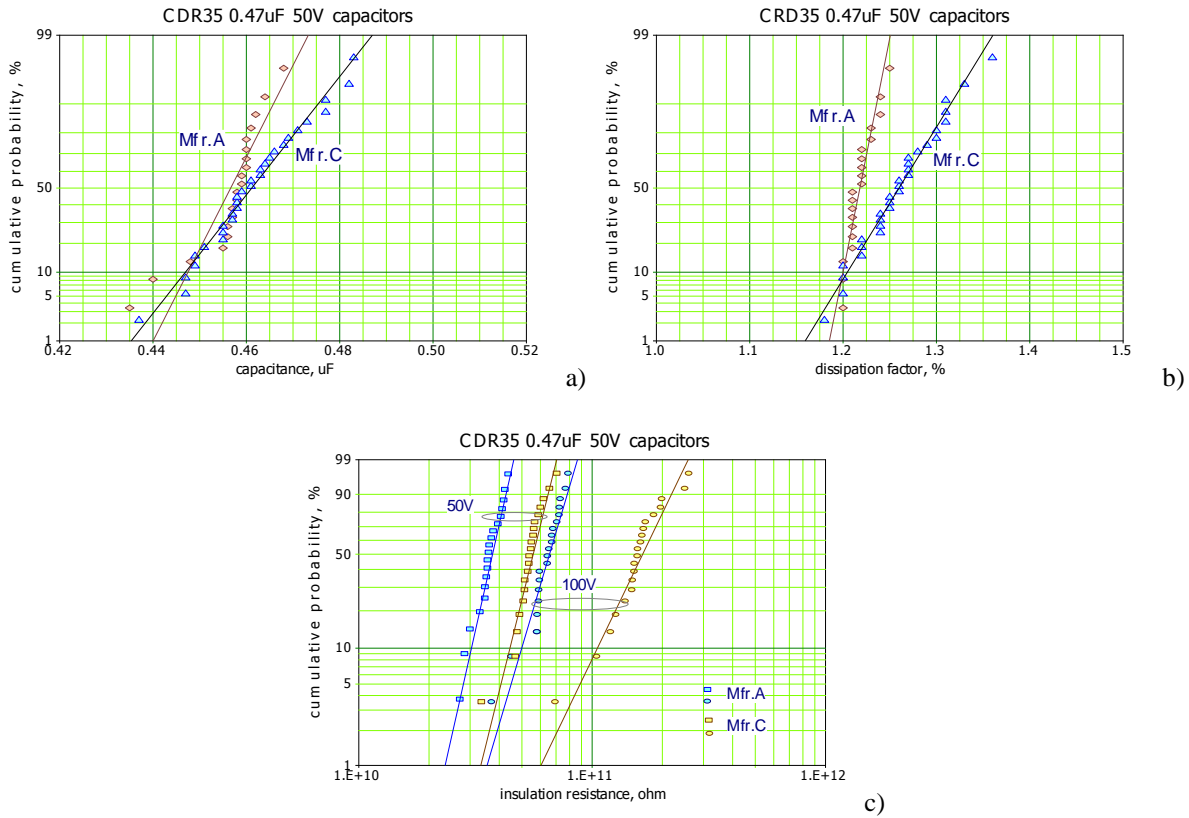 CDR35 0.47uF 50V capacitors
cumulative probability, %
99
50
10
5
1
Mfr.A
Mfr.C
0.42 0.44 0.46 0.48 0.50 0.52
capacitance, uF
a)
CRD35 0.47uF 50V capacitors
cumulative probability, %
99
50
10
5
1
Mfr.A
Mfr.C
1.0 1.2 1.3 1.4 1.5
dissipation factor, %
b)
CDR35 0.47uF 50V capacitors
cumulative probability, %
99
90
50
10
5
1
50V
100V
Mfr.A
Mfr.C
1.E+10 1.E+11 1.E+12
insulation resistance, ohm
c)